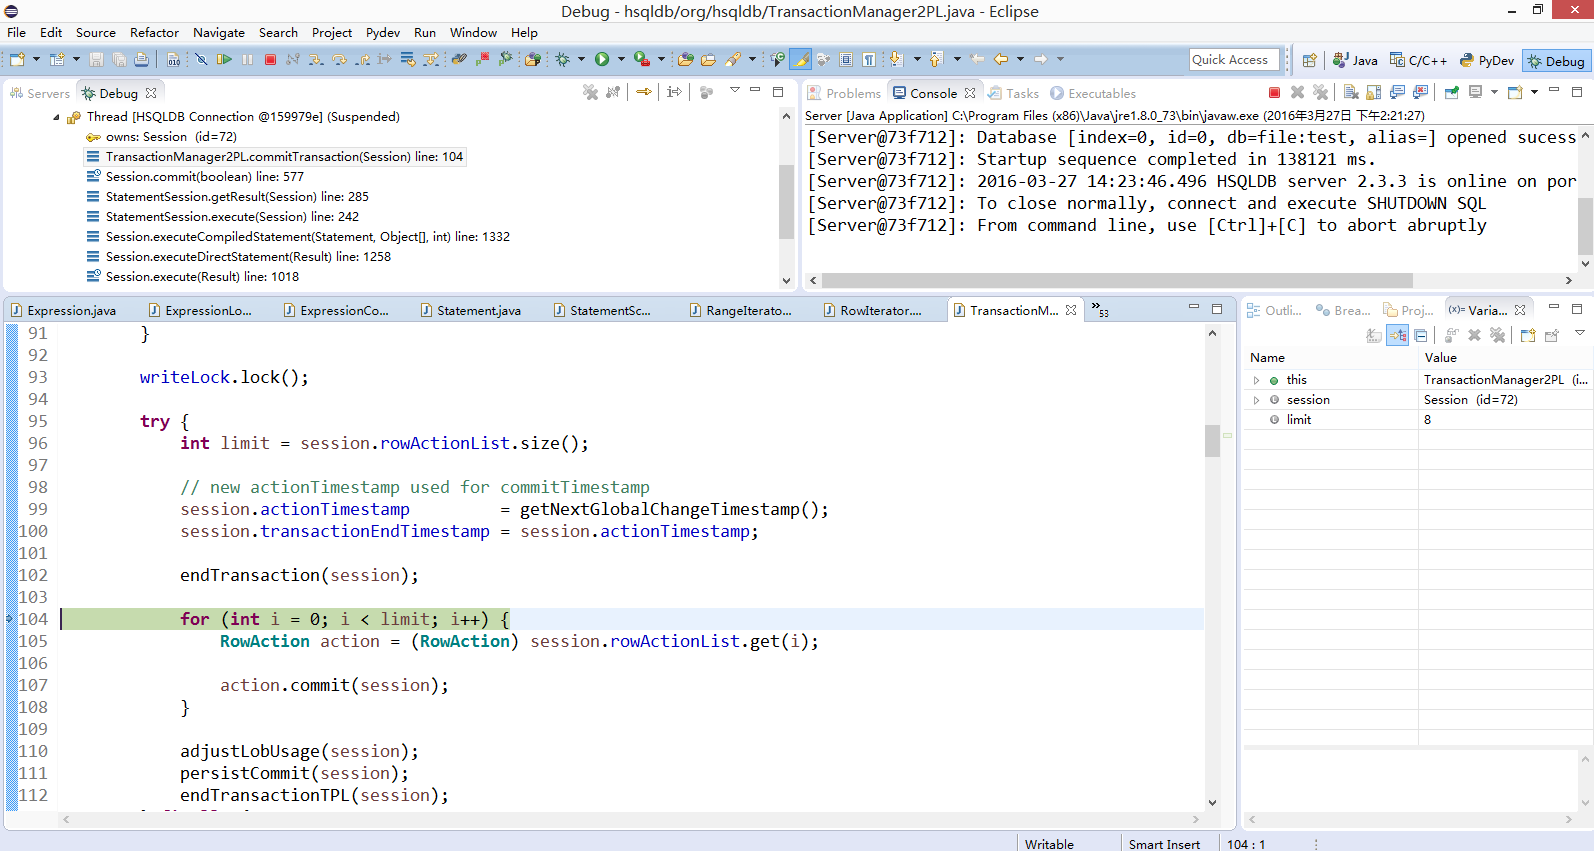 Debug - hsqldb/org/hsqldb/TransactionManager2PL.java - Eclipse
File Edit Source Refactor Navigate Search Project Pydev Run Window Help
Quick Access Java C/C++ PyDev Debug
Servers Debug
Thread [HSQLDB Connection @159979e] (Suspended)
owns: Session (id=72)
TransactionManager2PL.commitTransaction(Session) line: 104
Session.commit(boolean) line: 577
StatementSession.getResult(Session) line: 285
StatementSession.execute(Session) line: 242
Session.executeCompiledStatement(Statement, Object[], int) line: 1332
Session.executeDirectStatement(Result) line: 1258
Session.execute(Result) line: 1018
Problems Console Tasks Executables
Server [Java Application] C:\Program Files (x86)\Java\jre1.8.0_73\bin\javaw.exe (2016年3月27日 下午2:21:27)
[Server@73f712]: Database [index=0, id=0, db=file:test, alias=] opened sucess
[Server@73f712]: Startup sequence completed in 138121 ms.
[Server@73f712]: 2016-03-27 14:23:46.496 HSQLDB server 2.3.3 is online on por
[Server@73f712]: To close normally, connect and execute SHUTDOWN SQL
[Server@73f712]: From command line, use [Ctrl]+[C] to abort abruptly
Expression.java ExpressionLo... ExpressionCo... Statement.java StatementSc... RangeIterato... RowIterator.... TransactionM... »53
91 }
92
93 writeLock.lock();
94
95 try {
96 int limit = session.rowActionList.size();
97
98 // new actionTimestamp used for commitTimestamp
99 session.actionTimestamp = getNextGlobalChangeTimestamp();
100 session.transactionEndTimestamp = session.actionTimestamp;
101
102 endTransaction(session);
103
104 for (int i = 0; i < limit; i++) {
105 RowAction action = (RowAction) session.rowActionList.get(i);
106
107 action.commit(session);
108 }
109
110 adjustLobUsage(session);
111 persistCommit(session);
112 endTransactionTPL(session);
Outli... Brea... Proj... (x)= Varia...
Name Value
this TransactionManager2PL (i...
session Session (id=72)
limit 8
Writable Smart Insert 104 : 1